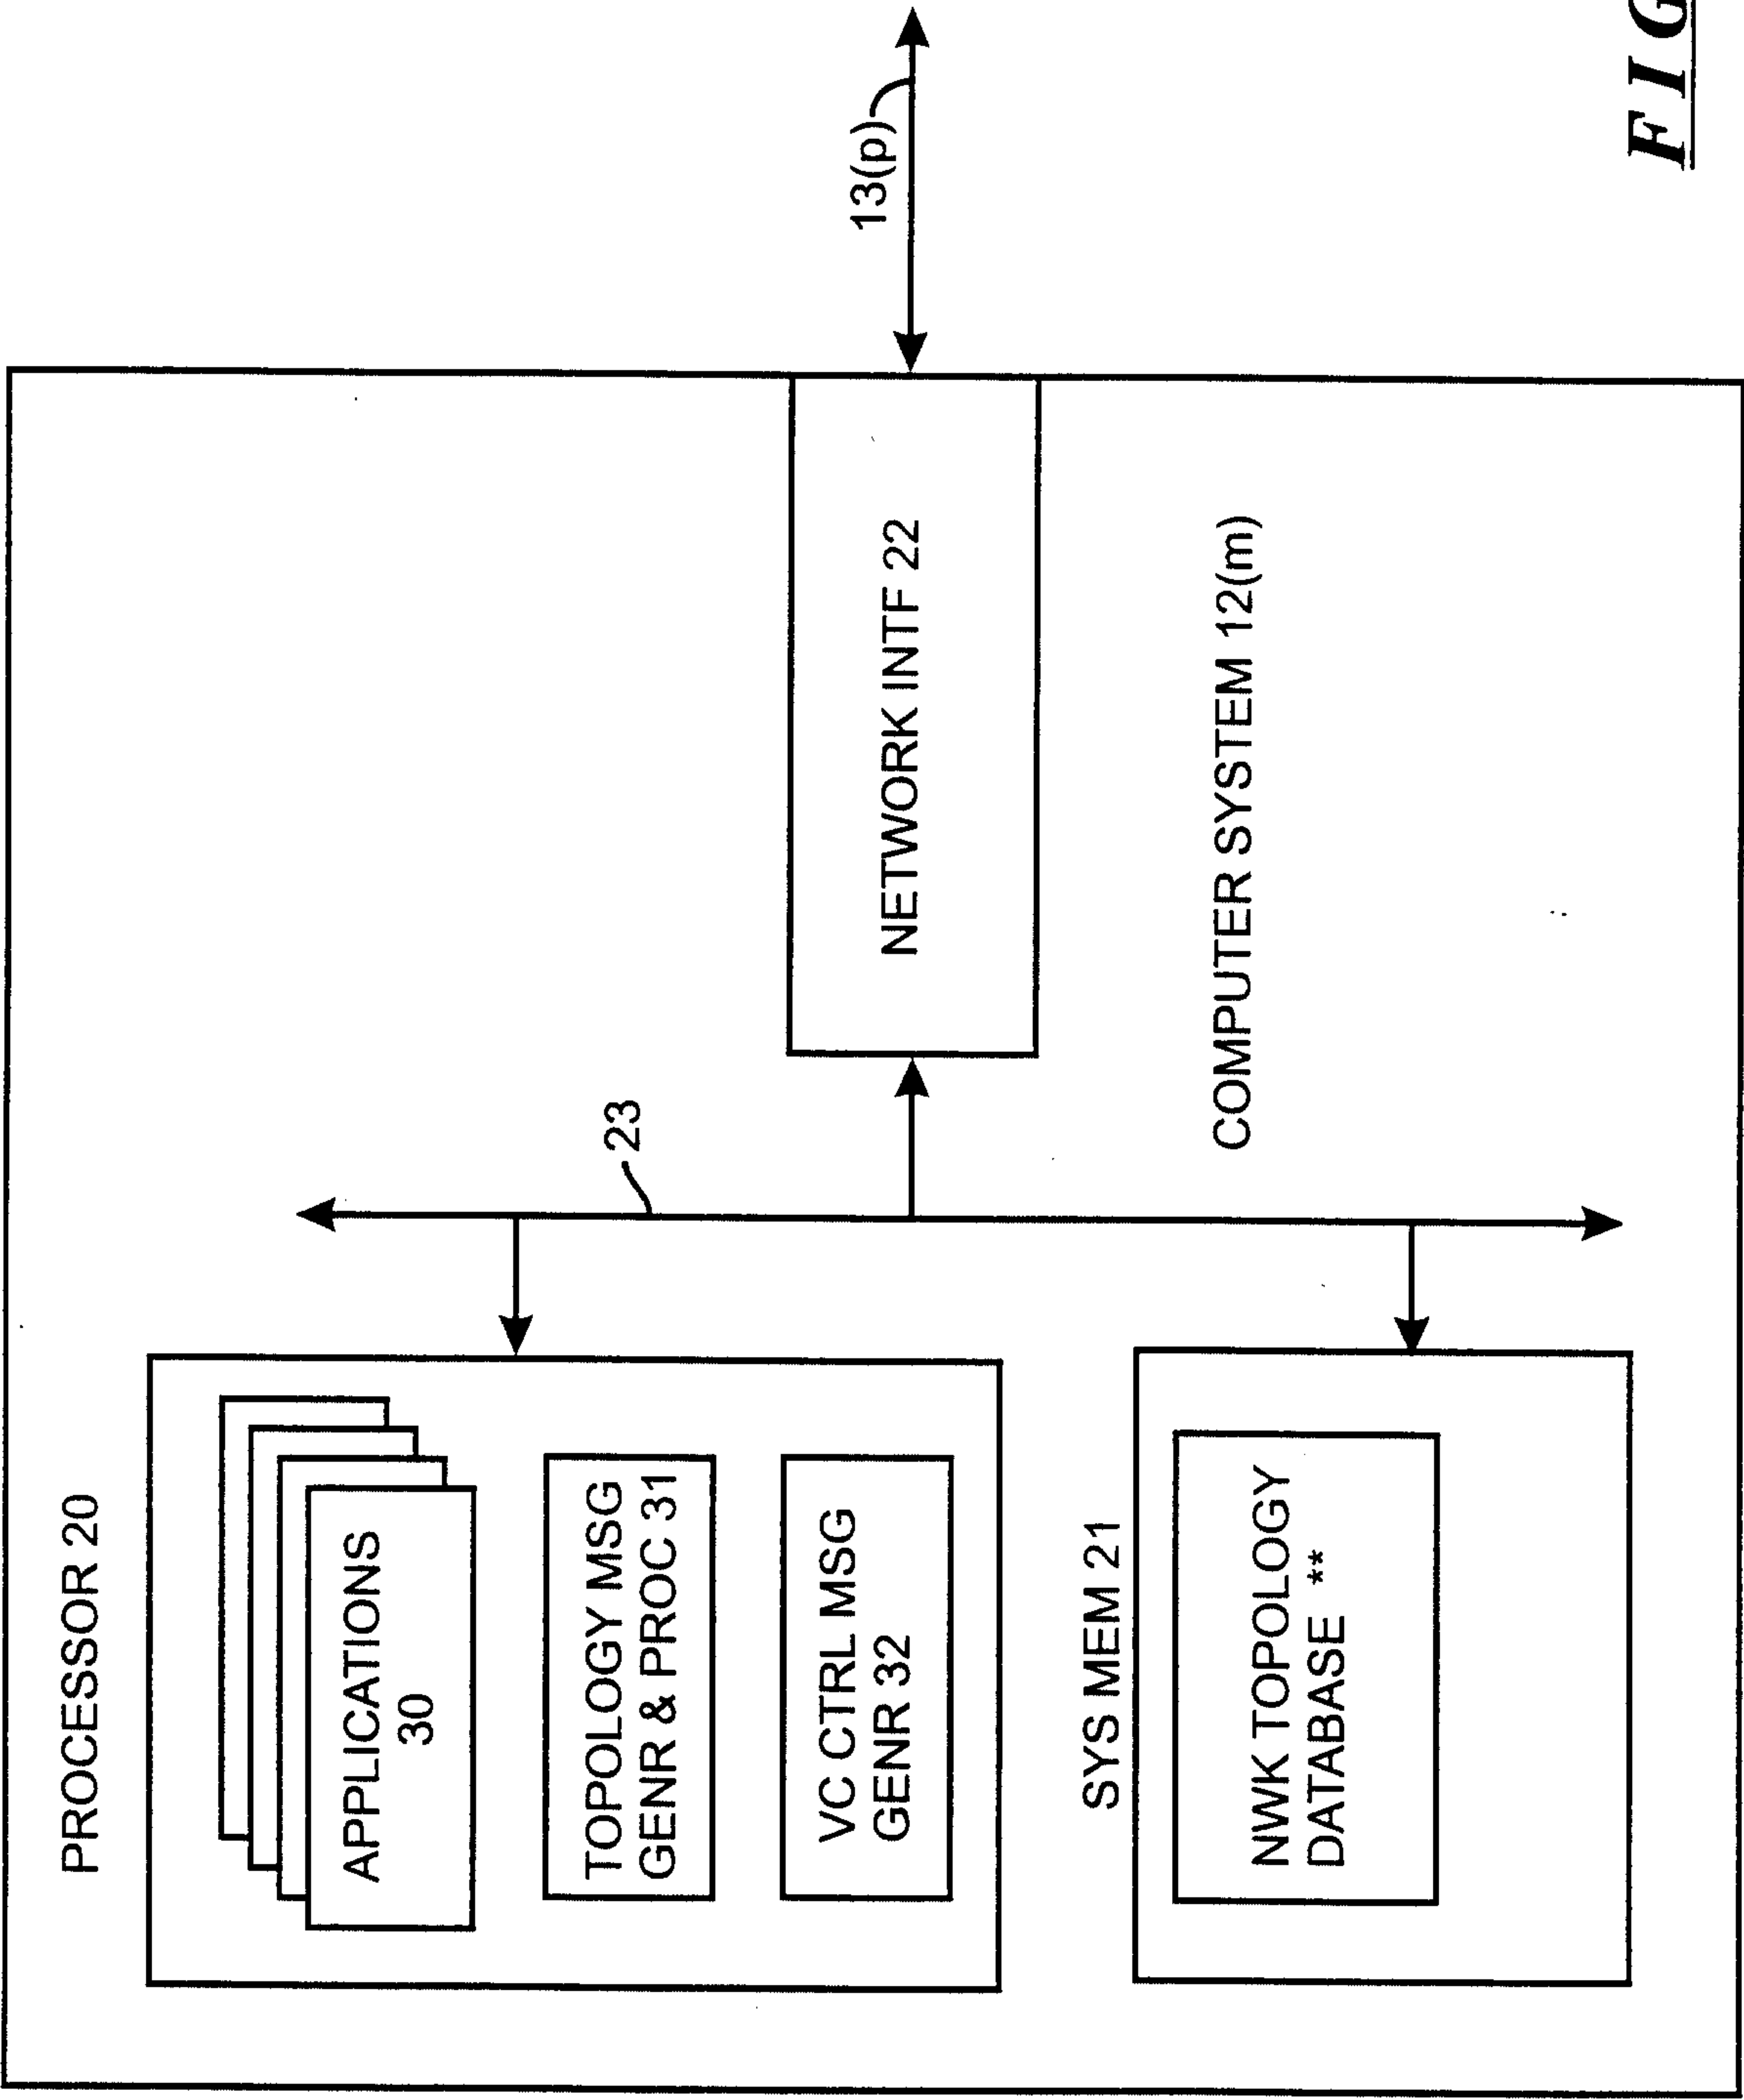 PROCESSOR 20
APPLICATIONS
30
TOPOLOGY MSG
GENR & PROC 31
VC CTRL MSG
GENR 32
SYS MEM 21
NWK TOPOLOGY
DATABASE **
23
NETWORK INTF 22
COMPUTER SYSTEM 12(m)
13(p)
FIG